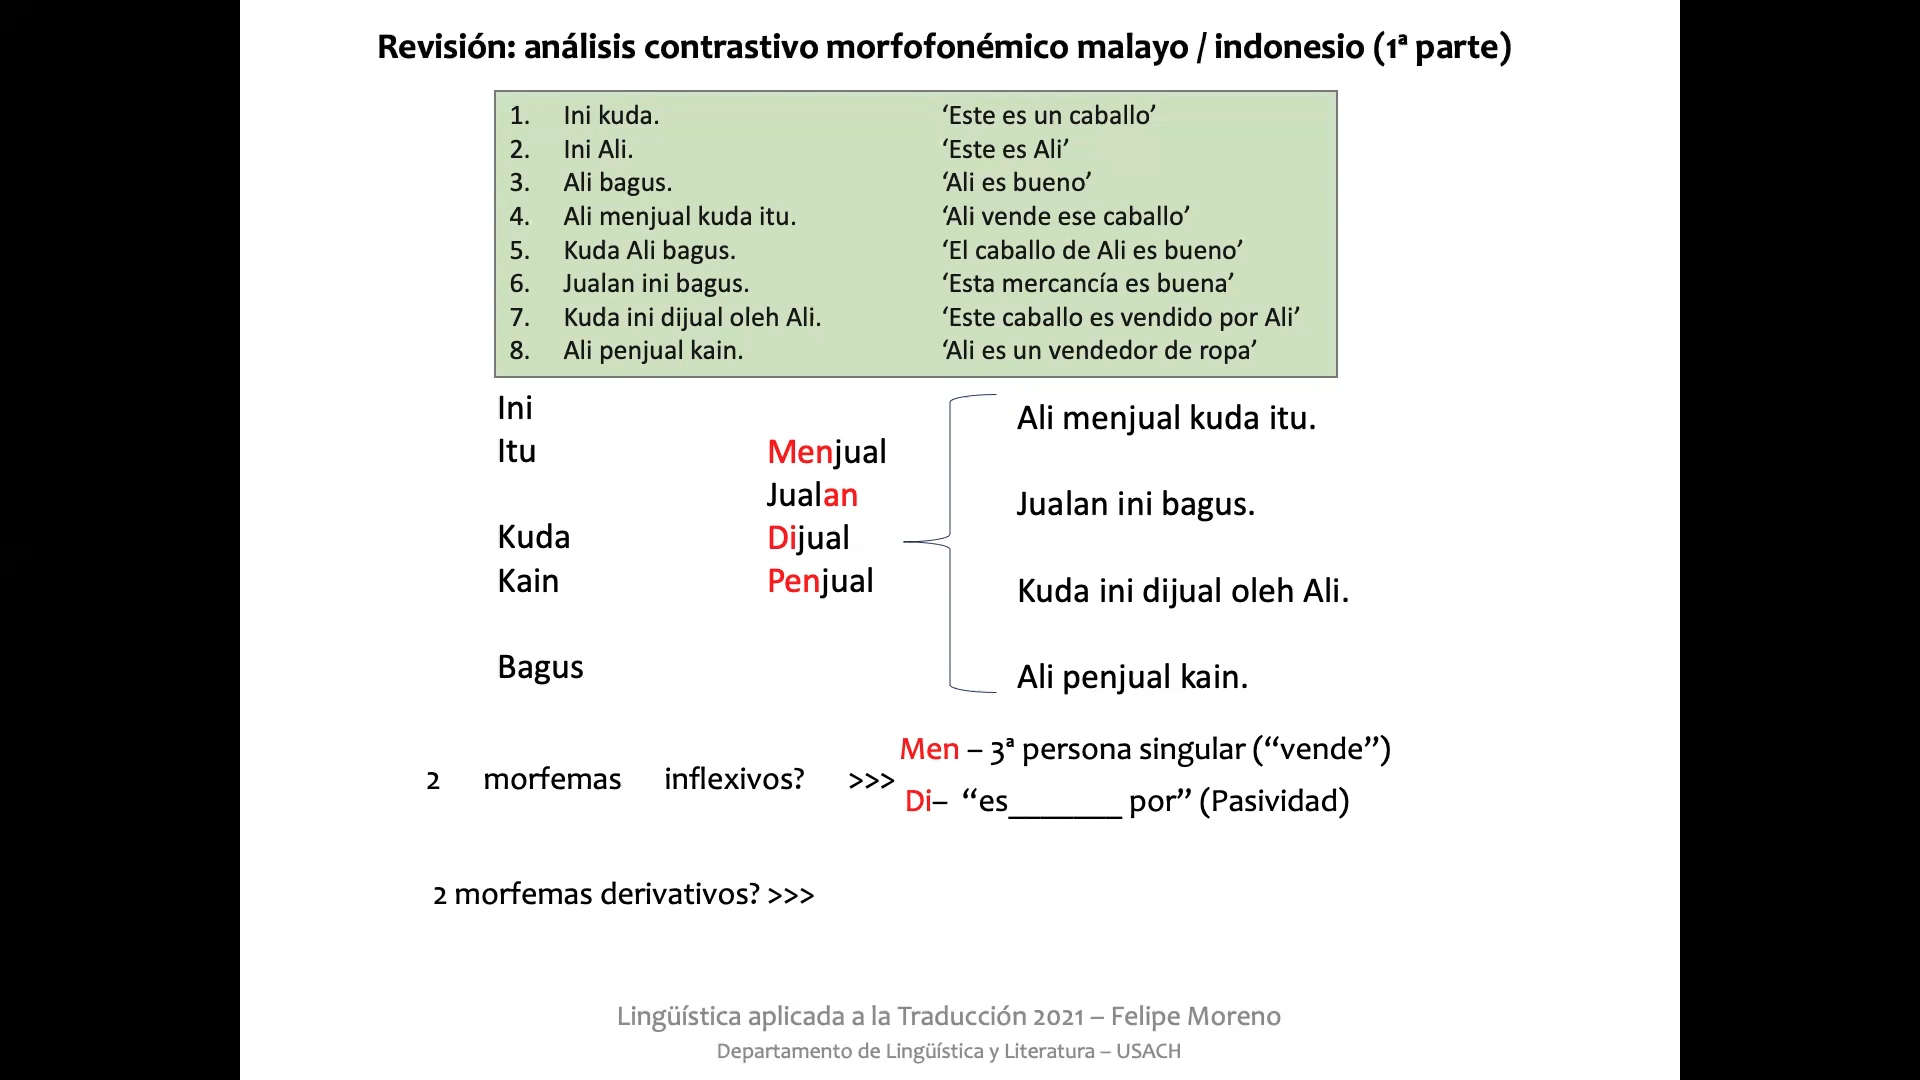 Revisión: análisis contrastivo morfofonémico malayo / indonesio (1ª parte)
1. Ini kuda. ‘Este es un caballo’
2. Ini Ali. ‘Este es Ali’
3. Ali bagus. ‘Ali es bueno’
4. Ali menjual kuda itu. ‘Ali vende ese caballo’
5. Kuda Ali bagus. ‘El caballo de Ali es bueno’
6. Jualan ini bagus. ‘Esta mercancía es buena’
7. Kuda ini dijual oleh Ali. ‘Este caballo es vendido por Ali’
8. Ali penjual kain. ‘Ali es un vendedor de ropa’
Ini
Itu
Kuda
Kain
Bagus
Menjual
Jualan
Dijual
Penjual
Ali menjual kuda itu.
Jualan ini bagus.
Kuda ini dijual oleh Ali.
Ali penjual kain.
2 morfemas inflexivos? >>>
Men – 3ª persona singular (“vende”)
Di– “es_______ por” (Pasividad)
2 morfemas derivativos? >>>
Lingüística aplicada a la Traducción 2021 – Felipe Moreno
Departamento de Lingüística y Literatura – USACH